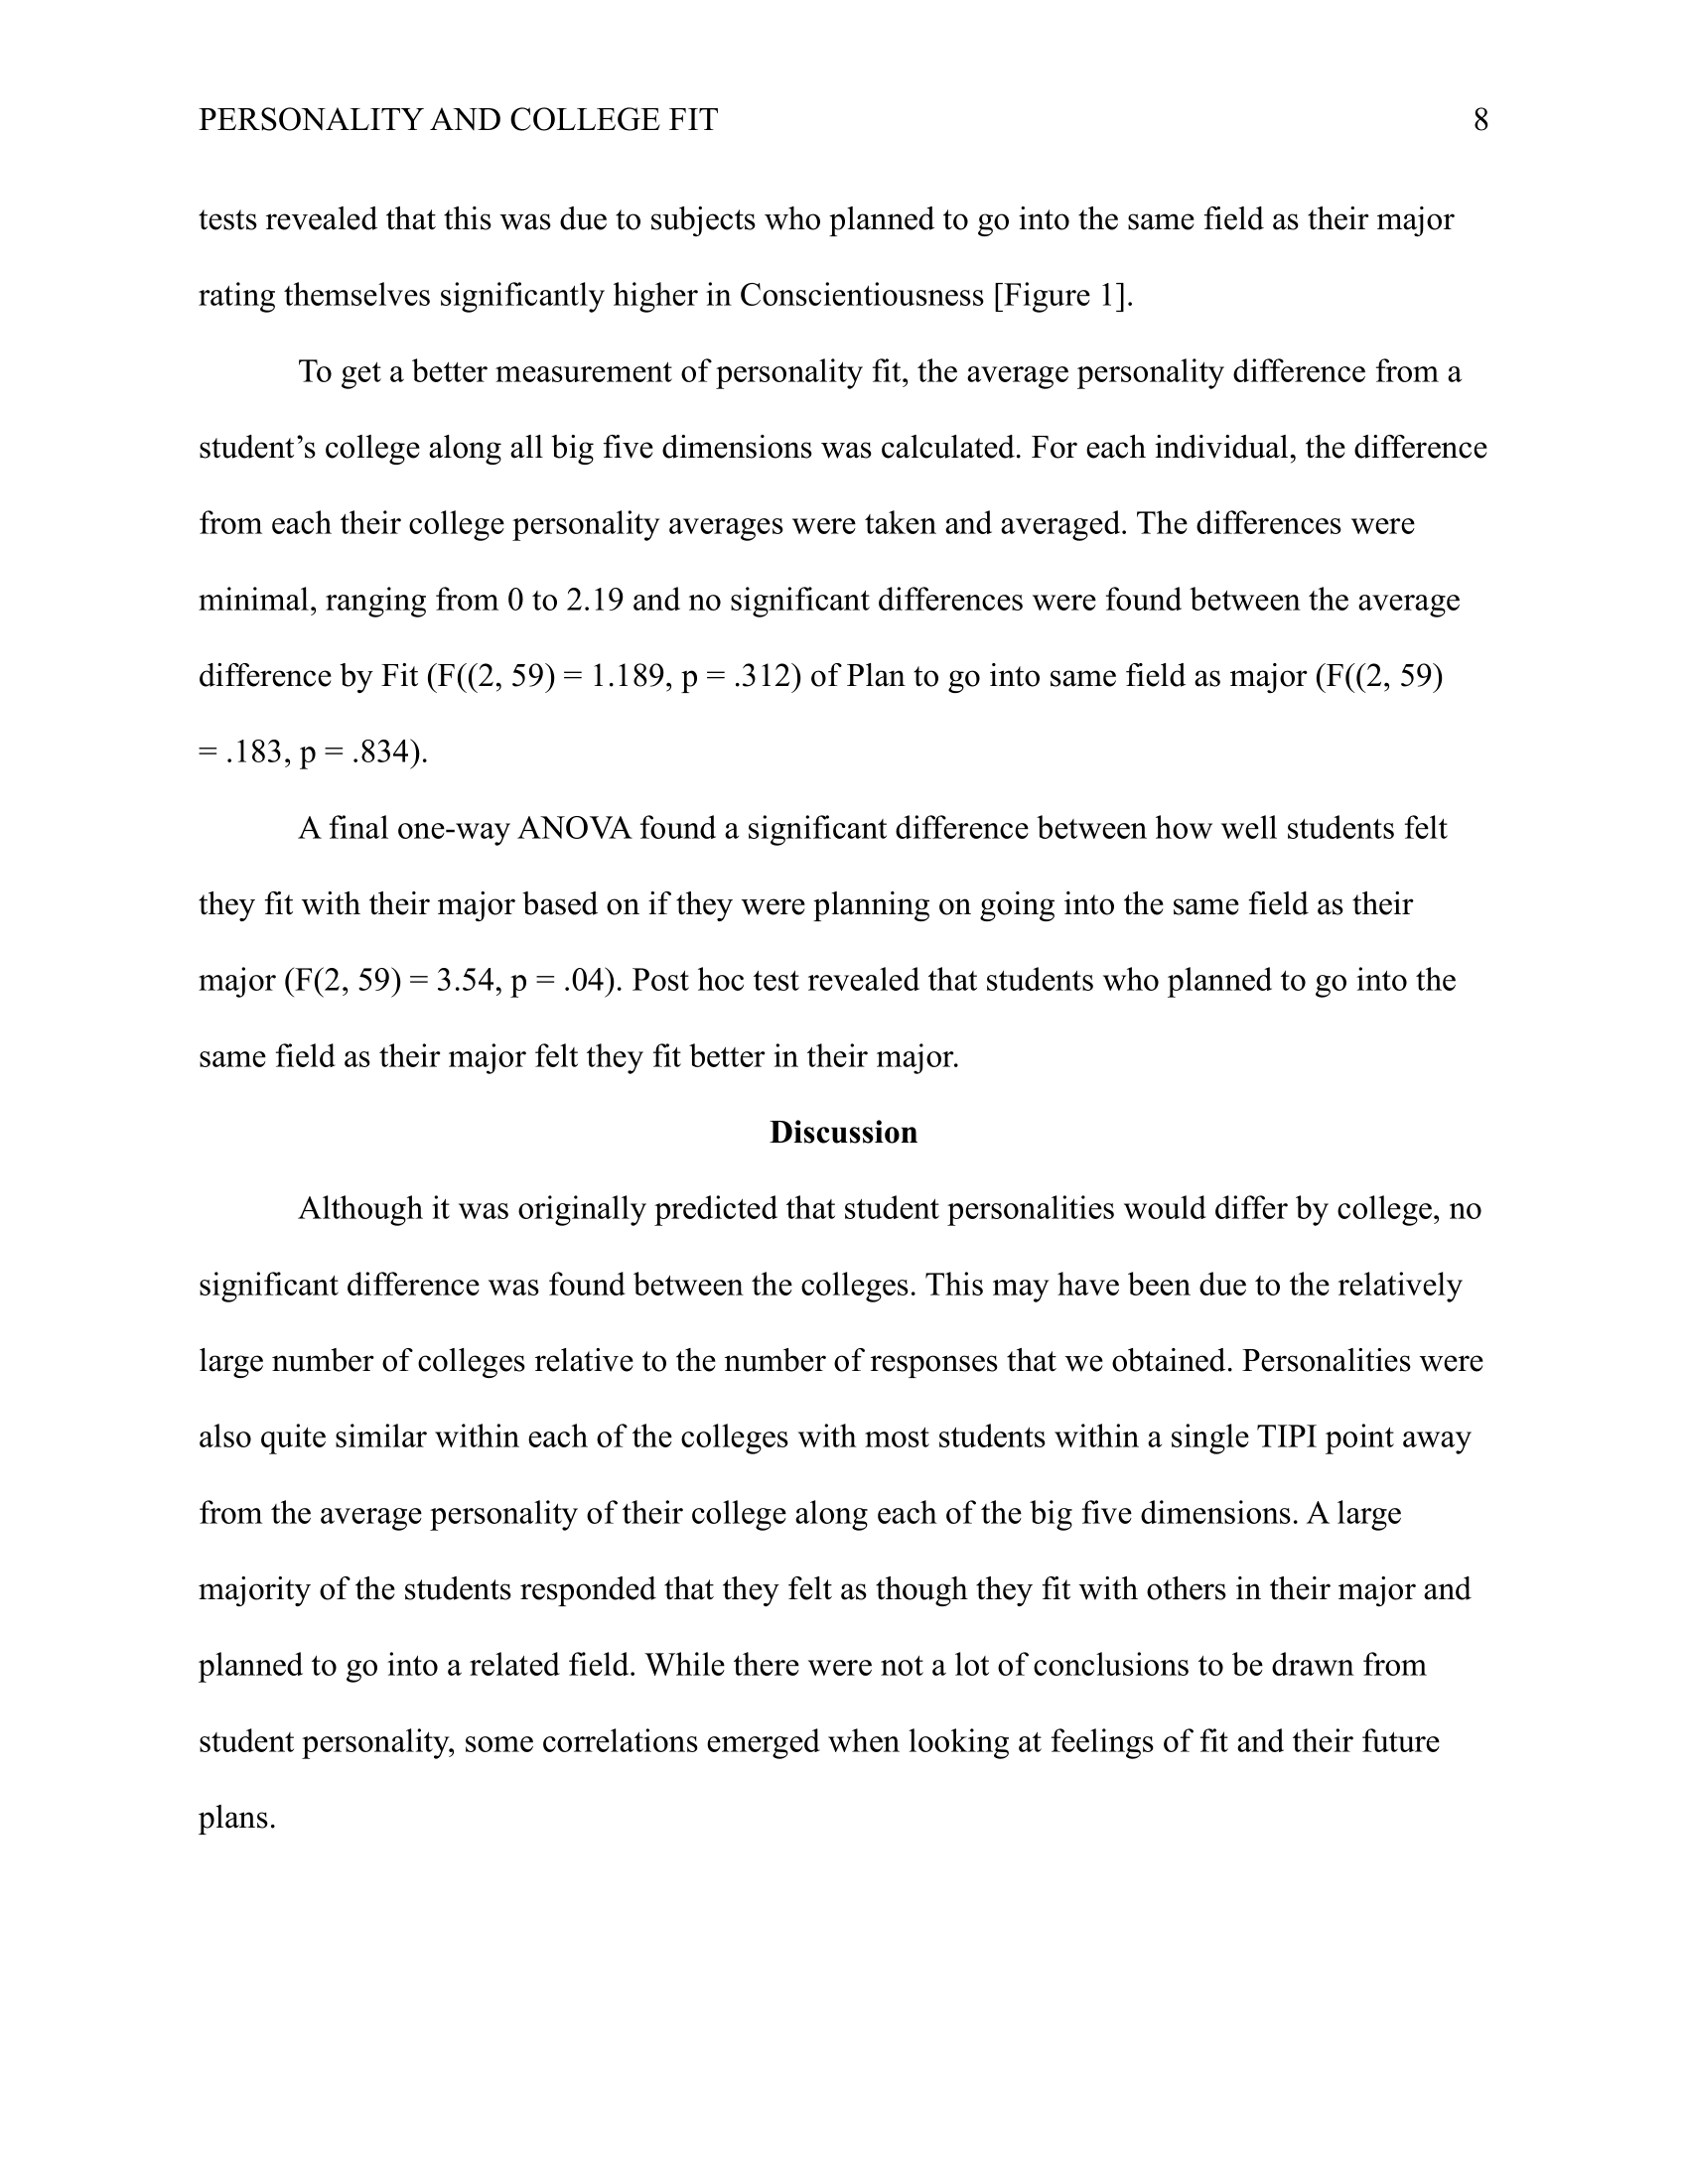 PERSONALITY AND COLLEGE FIT 8
tests revealed that this was due to subjects who planned to go into the same field as their major
rating themselves significantly higher in Conscientiousness [Figure 1].
To get a better measurement of personality fit, the average personality difference from a
student’s college along all big five dimensions was calculated. For each individual, the difference
from each their college personality averages were taken and averaged. The differences were
minimal, ranging from 0 to 2.19 and no significant differences were found between the average
difference by Fit (F((2, 59) = 1.189, p = .312) of Plan to go into same field as major (F((2, 59)
= .183, p = .834).
A final one-way ANOVA found a significant difference between how well students felt
they fit with their major based on if they were planning on going into the same field as their
major (F(2, 59) = 3.54, p = .04). Post hoc test revealed that students who planned to go into the
same field as their major felt they fit better in their major.
Discussion
Although it was originally predicted that student personalities would differ by college, no
significant difference was found between the colleges. This may have been due to the relatively
large number of colleges relative to the number of responses that we obtained. Personalities were
also quite similar within each of the colleges with most students within a single TIPI point away
from the average personality of their college along each of the big five dimensions. A large
majority of the students responded that they felt as though they fit with others in their major and
planned to go into a related field. While there were not a lot of conclusions to be drawn from
student personality, some correlations emerged when looking at feelings of fit and their future
plans.